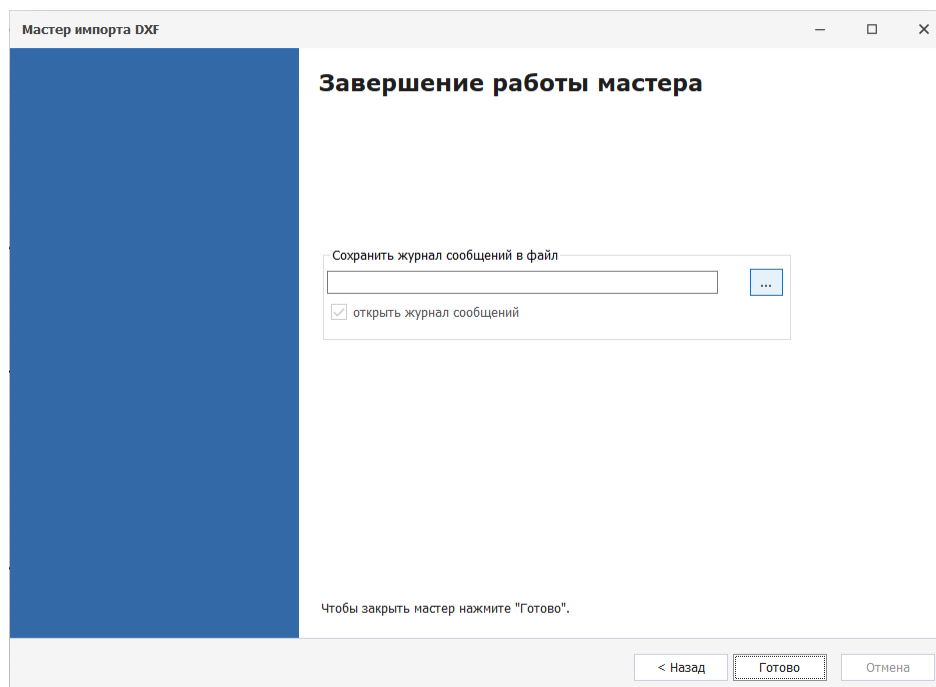 Мастер импорта DXF
Завершение работы мастера
Сохранить журнал сообщений в файл
...
открыть журнал сообщений
Чтобы закрыть мастер нажмите "Готово".
< Назад
Готово
Отмена